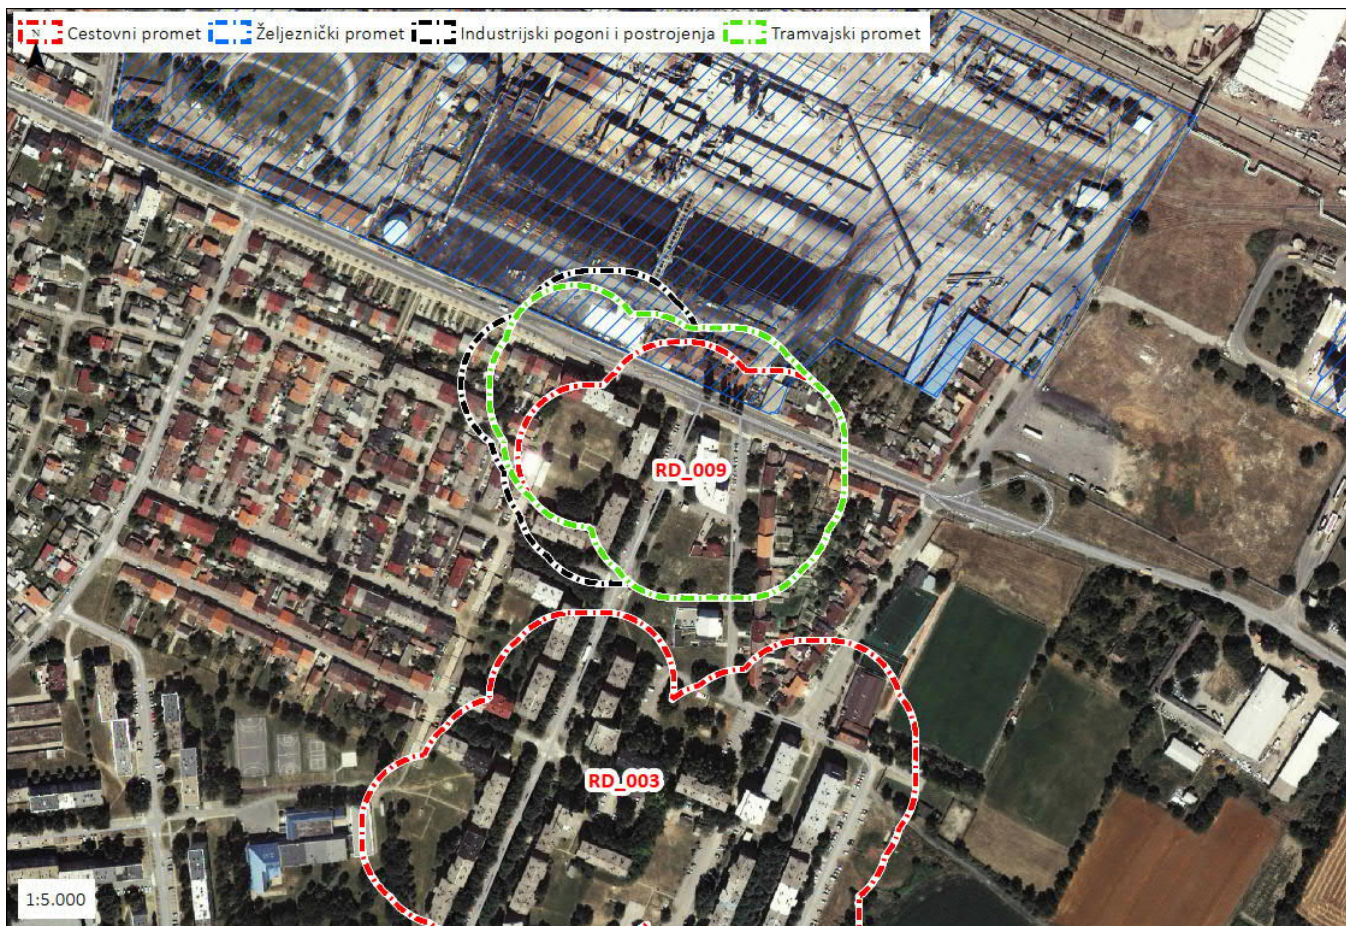 N
Cestovni promet Željeznički promet Industrijski pogoni i postrojenja Tramvajski promet
RD_009
RD_003
1:5.000